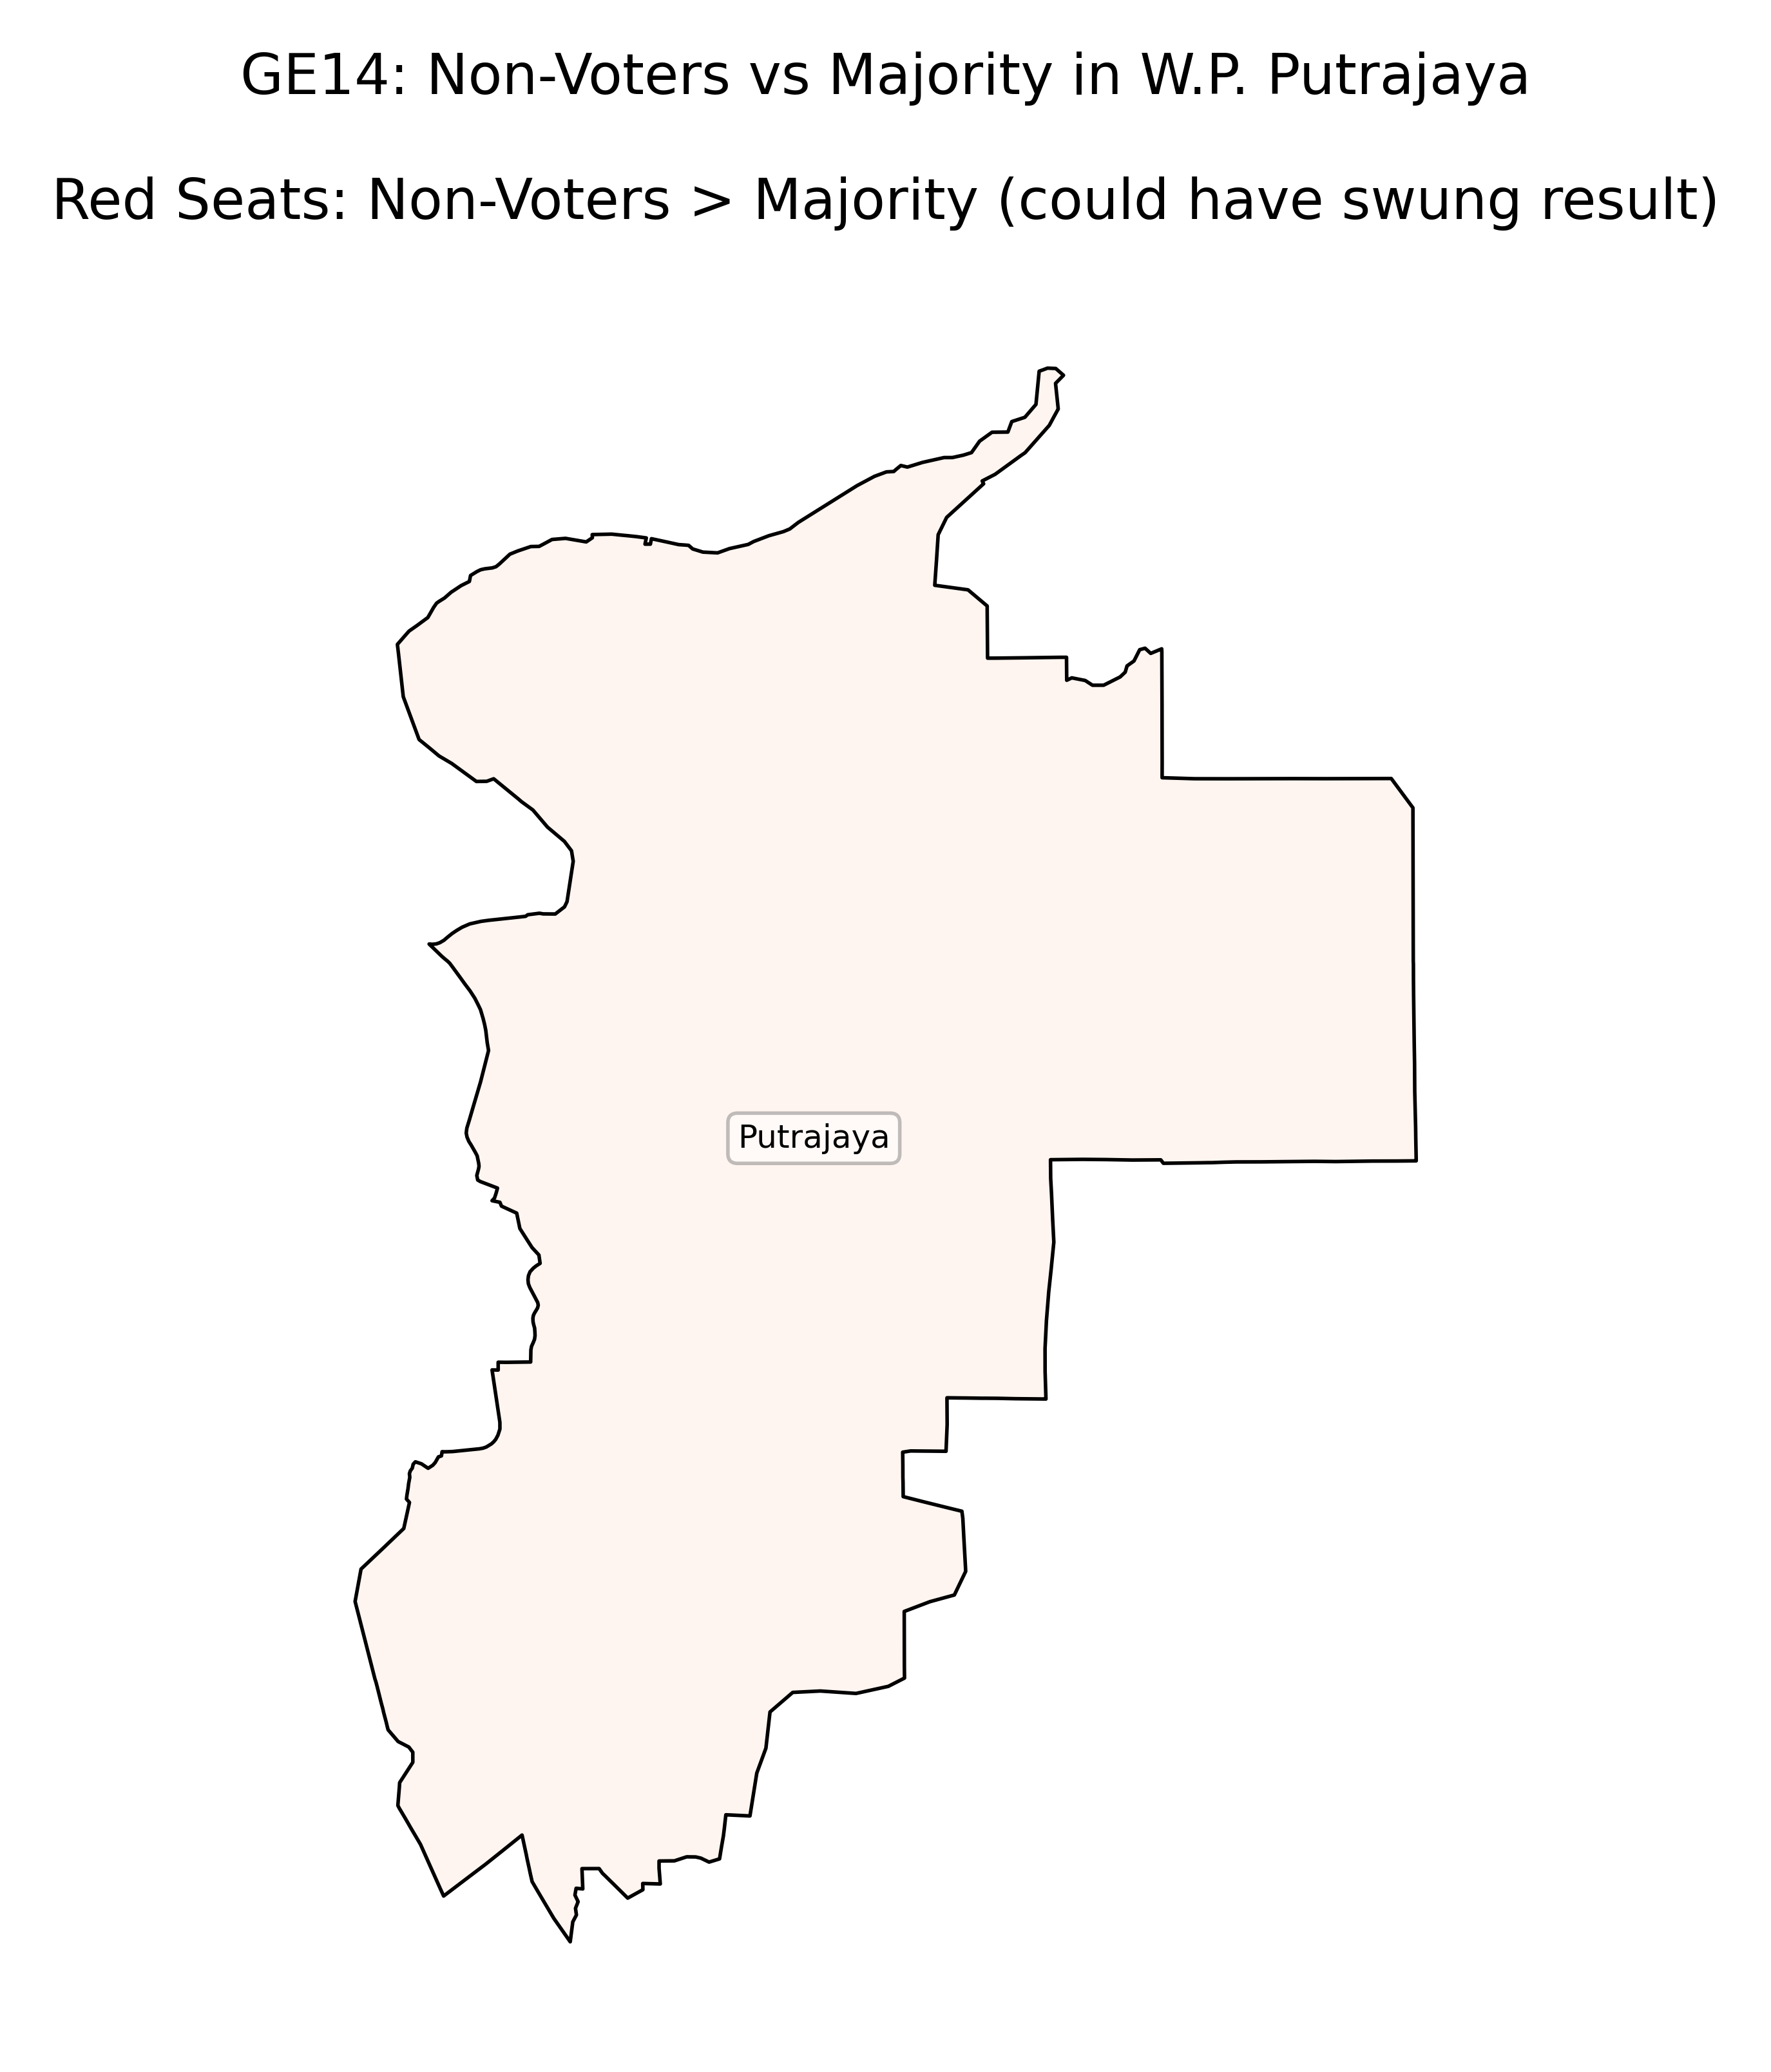 GE14: Non-Voters vs Majority in W.P. Putrajaya
Red Seats: Non-Voters > Majority (could have swung result)
Putrajaya